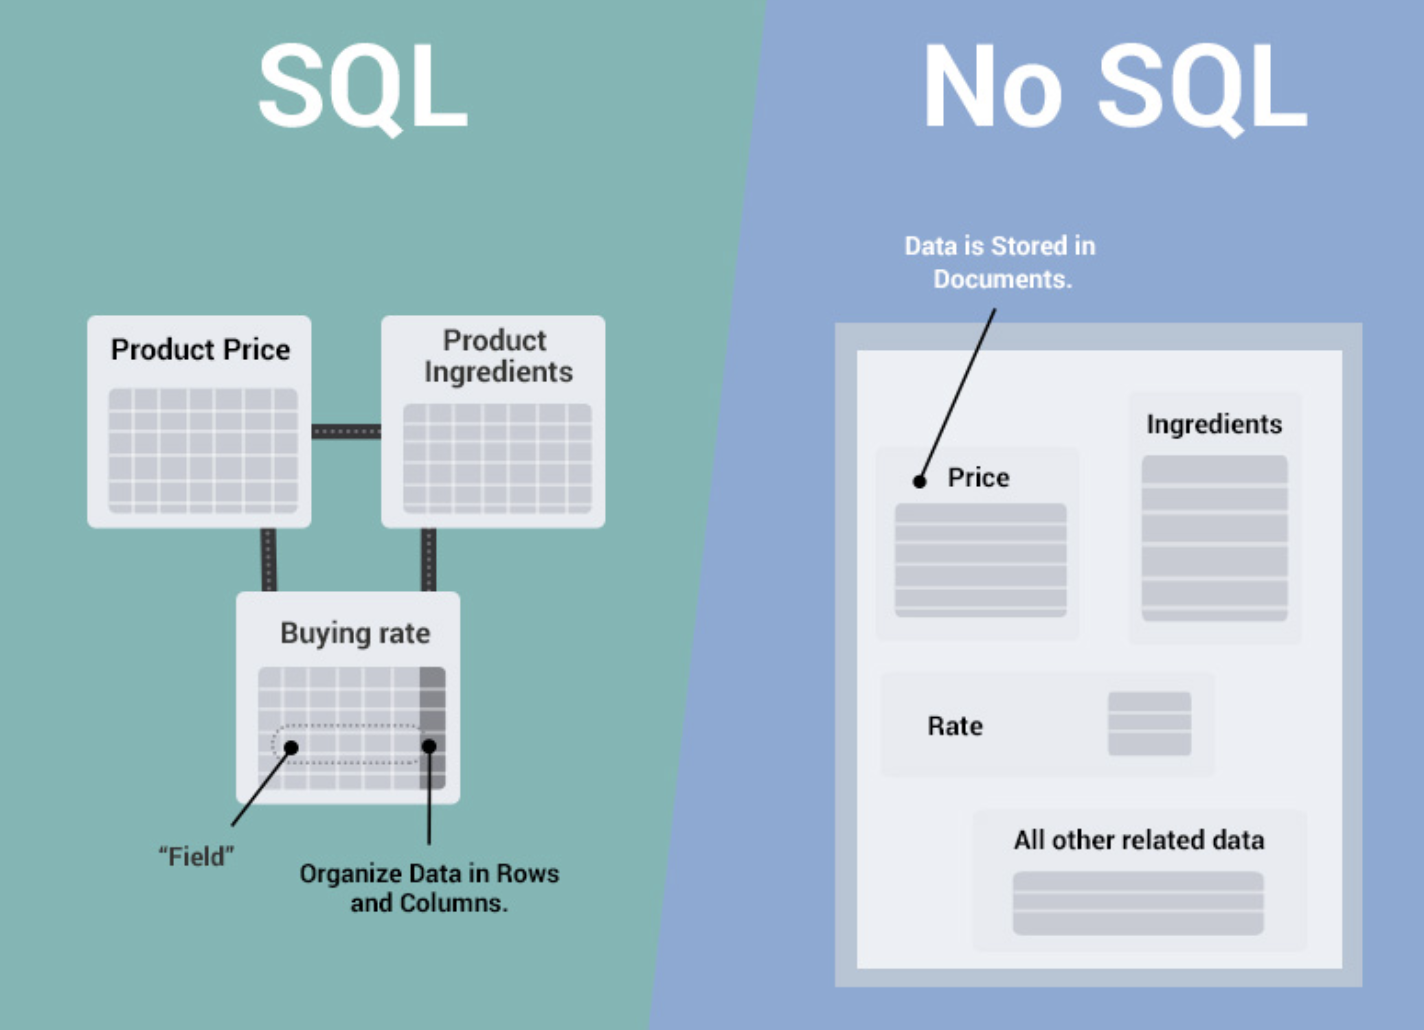 SQL
No SQL
Data is Stored in
Documents.
Product Price
Product
Ingredients
Buying rate
“Field”
Organize Data in Rows
and Columns.
Ingredients
Price
Rate
All other related data